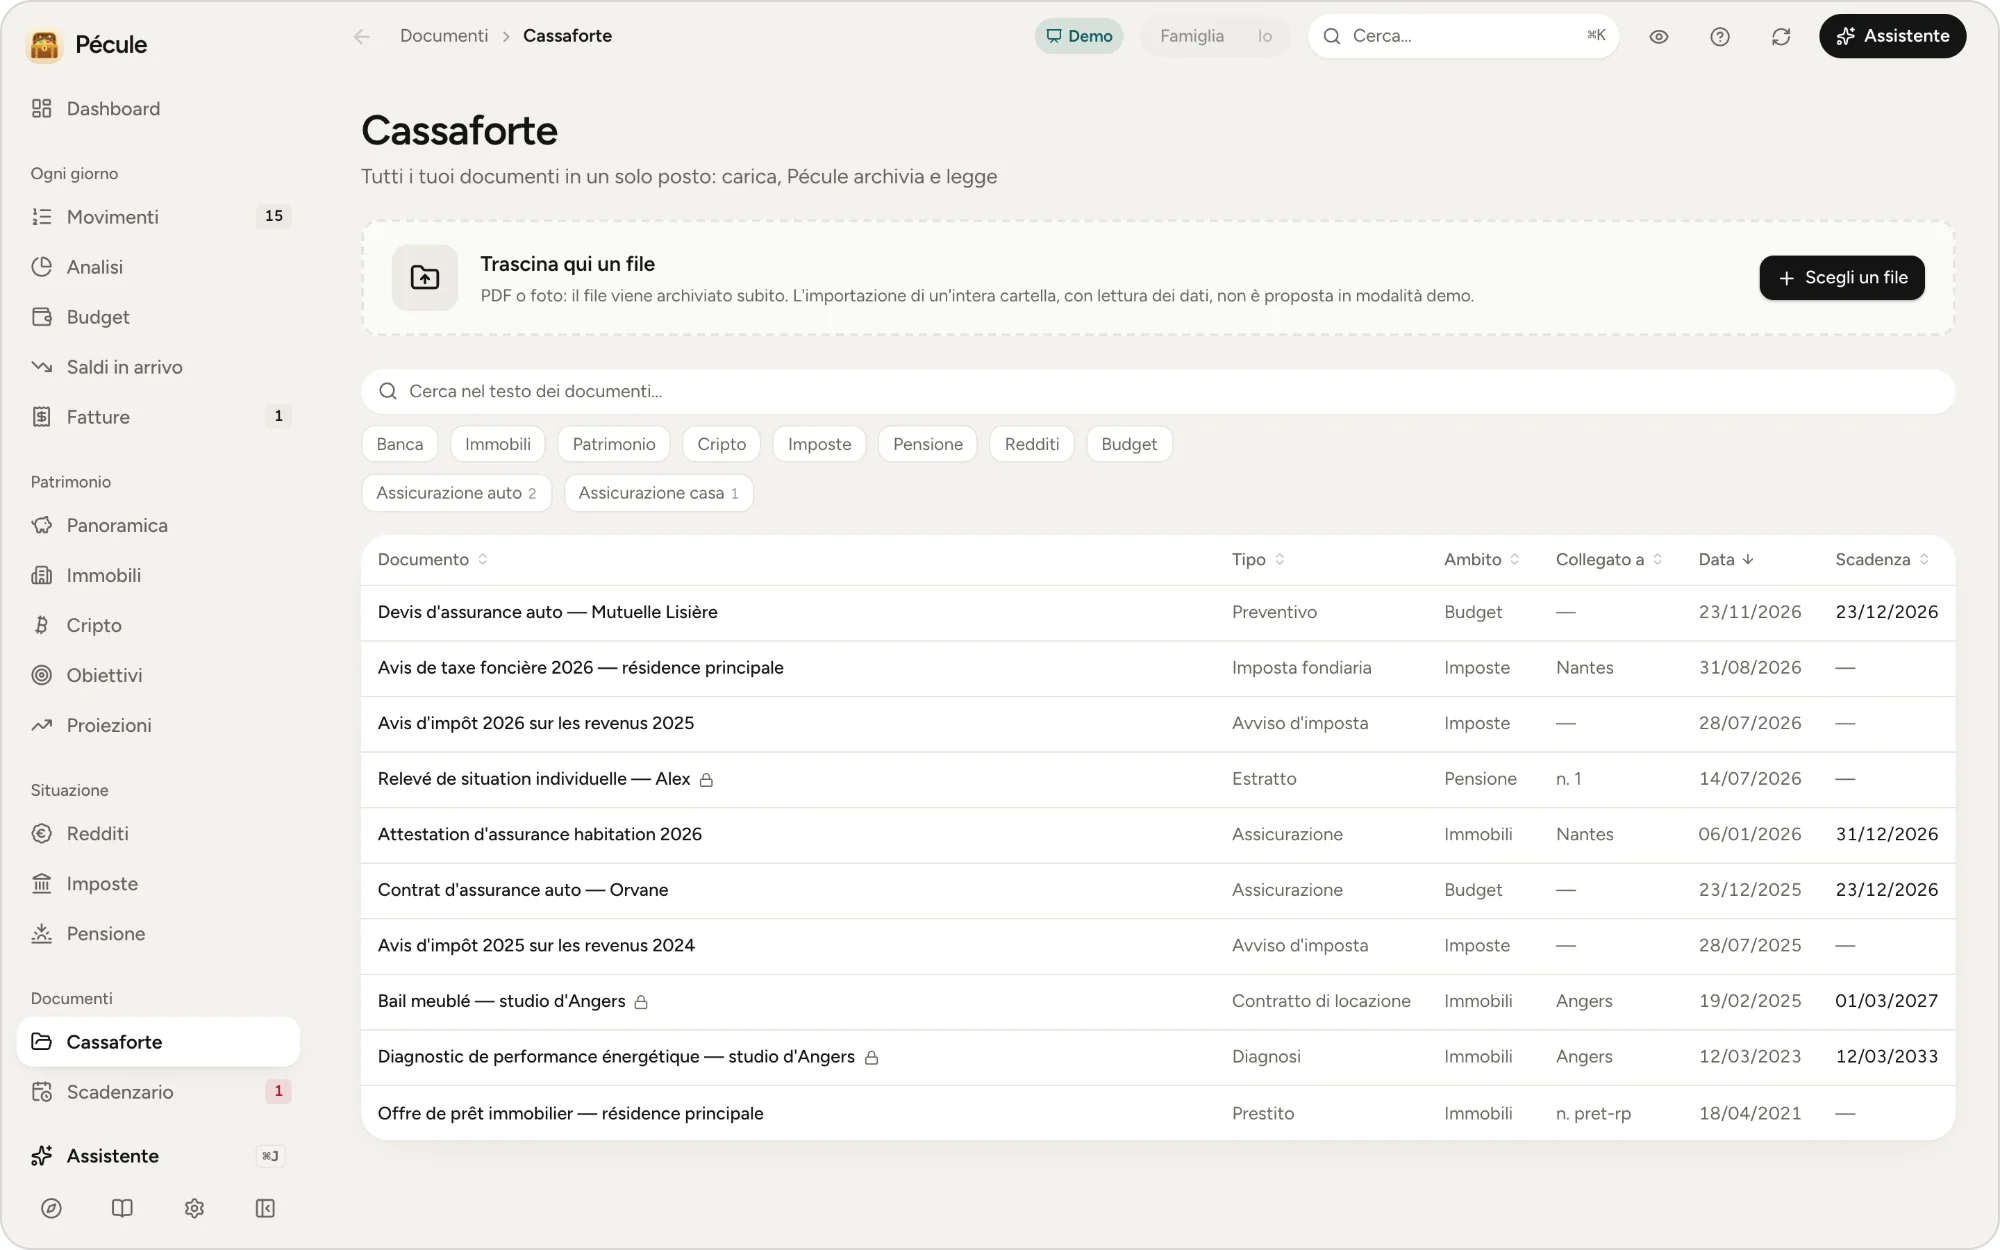 Pécule
Documenti > Cassaforte
Demo
Famiglia Io
Cerca... ⌘K
Assistente
Dashboard
Ogni giorno
Movimenti 15
Analisi
Budget
Saldi in arrivo
Fatture 1
Patrimonio
Panoramica
Immobili
Cripto
Obiettivi
Proiezioni
Situazione
Redditi
Imposte
Pensione
Documenti
Cassaforte
Scadenzario 1
Assistente ⌘J
Cassaforte
Tutti i tuoi documenti in un solo posto: carica, Pécule archivia e legge
Trascina qui un file
PDF o foto: il file viene archiviato subito. L'importazione di un'intera cartella, con lettura dei dati, non è proposta in modalità demo.
Scegli un file
Cerca nel testo dei documenti...
Banca Immobili Patrimonio Cripto Imposte Pensione Redditi Budget
Assicurazione auto 2 Assicurazione casa 1
Documento Tipo Ambito Collegato a Data Scadenza
Devis d'assurance auto — Mutuelle Lisière Preventivo Budget — 23/11/2026 23/12/2026
Avis de taxe foncière 2026 — résidence principale Imposta fondiaria Imposte Nantes 31/08/2026 —
Avis d'impôt 2026 sur les revenus 2025 Avviso d'imposta Imposte — 28/07/2026 —
Relevé de situation individuelle — Alex Estratto Pensione n. 1 14/07/2026 —
Attestation d'assurance habitation 2026 Assicurazione Immobili Nantes 06/01/2026 31/12/2026
Contrat d'assurance auto — Orvane Assicurazione Budget — 23/12/2025 23/12/2026
Avis d'impôt 2025 sur les revenus 2024 Avviso d'imposta Imposte — 28/07/2025 —
Bail meublé — studio d'Angers Contratto di locazione Immobili Angers 19/02/2025 01/03/2027
Diagnostic de performance énergétique — studio d'Angers Diagnosi Immobili Angers 12/03/2023 12/03/2033
Offre de prêt immobilier — résidence principale Prestito Immobili n. pret-rp 18/04/2021 —